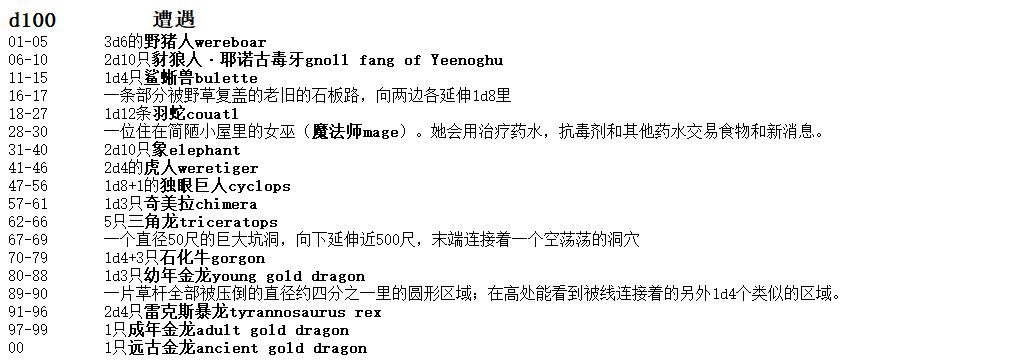 d100 遭遇
01-05 3d6的野猪人wereboar
06-10 2d10只豺狼人·耶诺古毒牙gnoll fang of Yeenoghu
11-15 1d4只鲨蜥兽bulette
16-17 一条部分被野草复盖的老旧的石板路，向两边各延伸1d8里
18-27 1d12条羽蛇couatl
28-30 一位住在简陋小屋里的女巫（魔法师mage）。她会用治疗药水，抗毒剂和其他药水交易食物和新消息。
31-40 2d10只象elephant
41-46 2d4的虎人weretiger
47-56 1d8+1的独眼巨人cyclops
57-61 1d3只奇美拉chimera
62-66 5只三角龙triceratops
67-69 一个直径50尺的巨大坑洞，向下延伸近500尺，末端连接着一个空荡荡的洞穴
70-79 1d4+3只石化牛gorgon
80-88 1d3只幼年金龙young gold dragon
89-90 一片草杆全部被压倒的直径约四分之一里的圆形区域；在高处能看到被线连接着的另外1d4个类似的区域。
91-96 2d4只雷克斯暴龙tyrannosaurus rex
97-99 1只成年金龙adult gold dragon
00 1只远古金龙ancient gold dragon